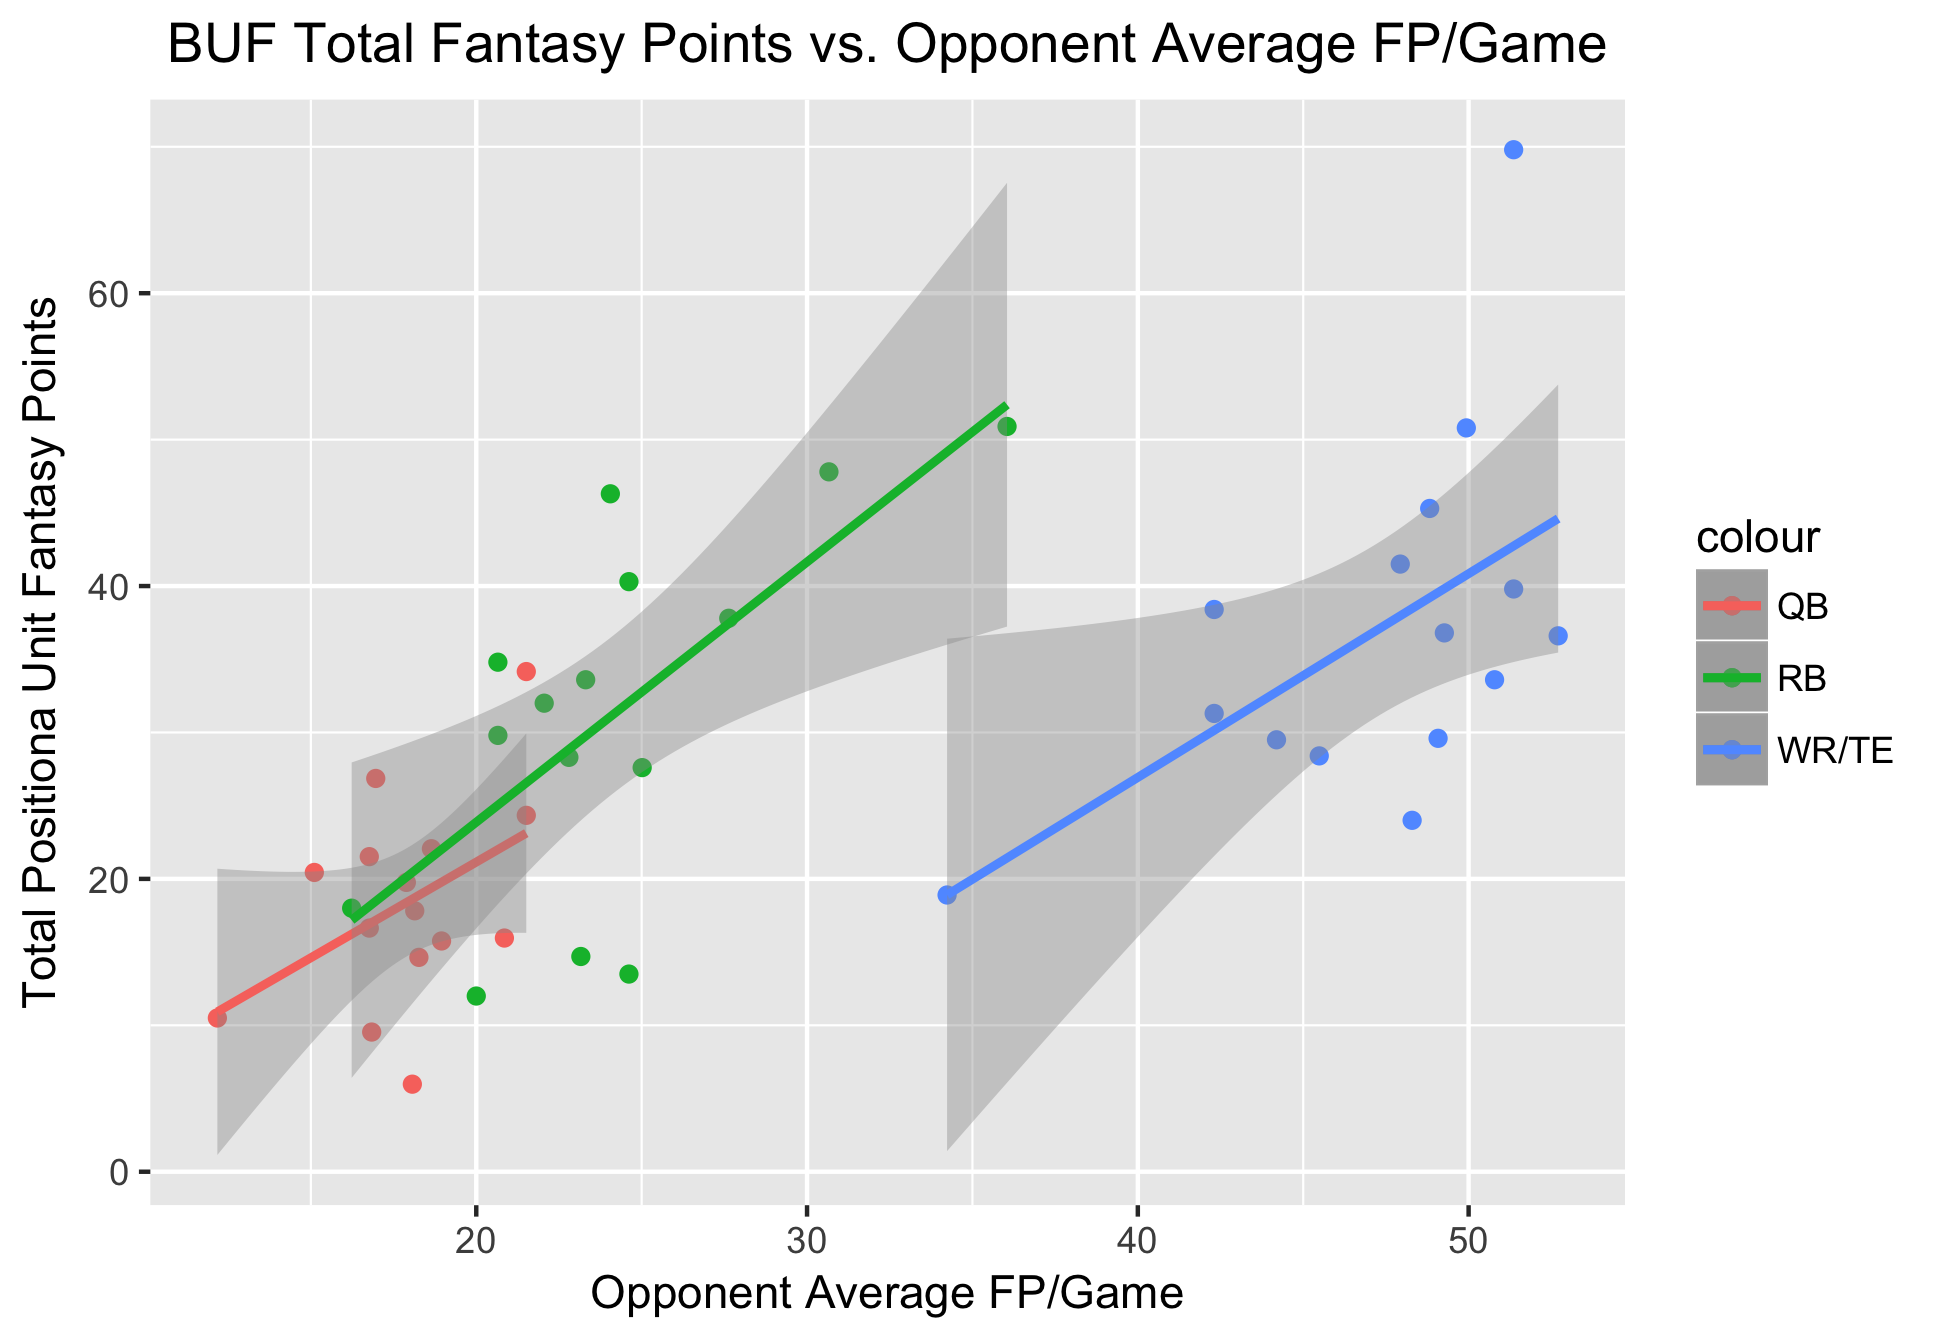 BUF Total Fantasy Points vs. Opponent Average FP/Game
Total Positiona Unit Fantasy Points
60
40
20
0
20 30 40 50
Opponent Average FP/Game
colour
QB
RB
WR/TE